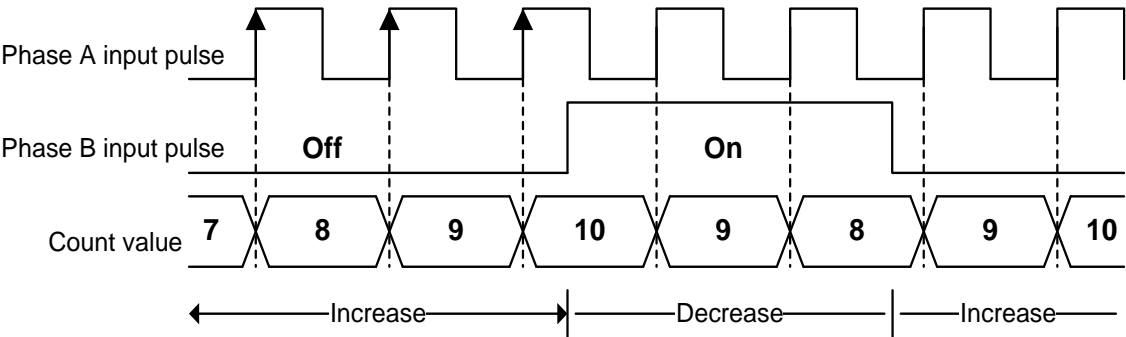 Phase A input pulse
Phase B input pulse
Off
On
Count value
7
8
9
10
9
8
9
10
Increase
Decrease
Increase